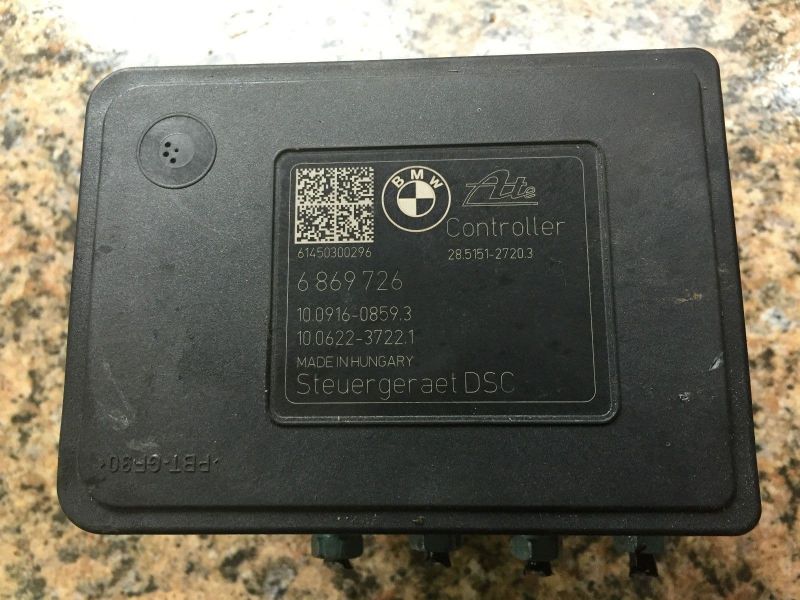 BMW
Ate
Controller
61450300296
28.5151-2720.3
6 869 726
10.0916-0859.3
10.0622-3722.1
MADE IN HUNGARY
Steuergeraet DSC
>PBT-GF30<